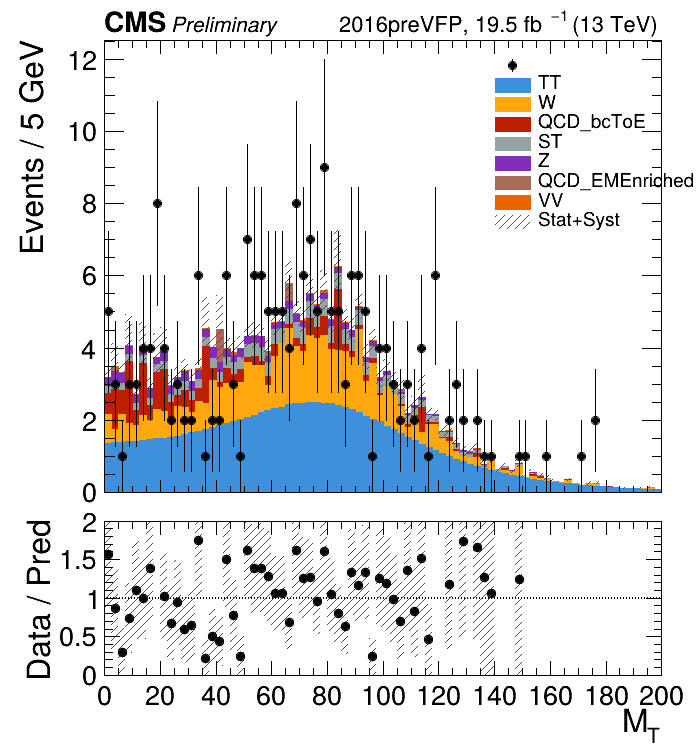 CMS Preliminary 2016preVFP, 19.5 fb⁻¹ (13 TeV)
Events / 5 GeV
12
10
8
6
4
2
0
TT
W
QCD_bcToE
ST
Z
QCD_EMEnriched
VV
Stat+Syst
Data / Pred
2
1.5
1
0.5
0
0 20 40 60 80 100 120 140 160 180 200
M_T